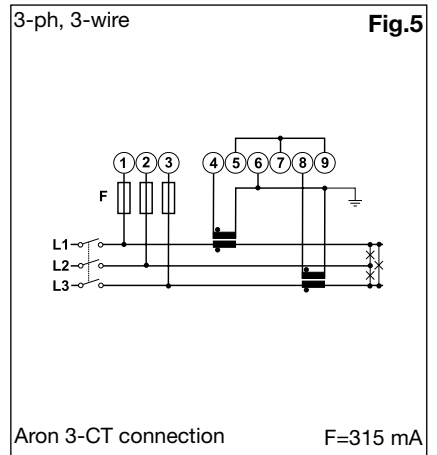 3-ph, 3-wire Fig.5
1 2 3 4 5 6 7 8 9
F
L1
L2
L3
Aron 3-CT connection F=315 mA